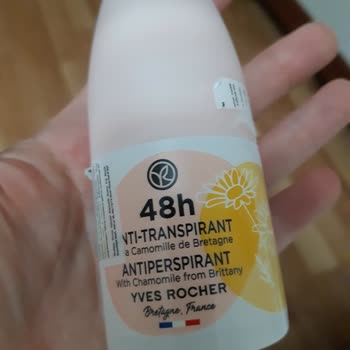 48h
NTI-TRANSPIRANT
a Camomille de Bretagne
ANTIPERSPIRANT
With Chamomile from Brittany
YVES ROCHER
Bretagne, France